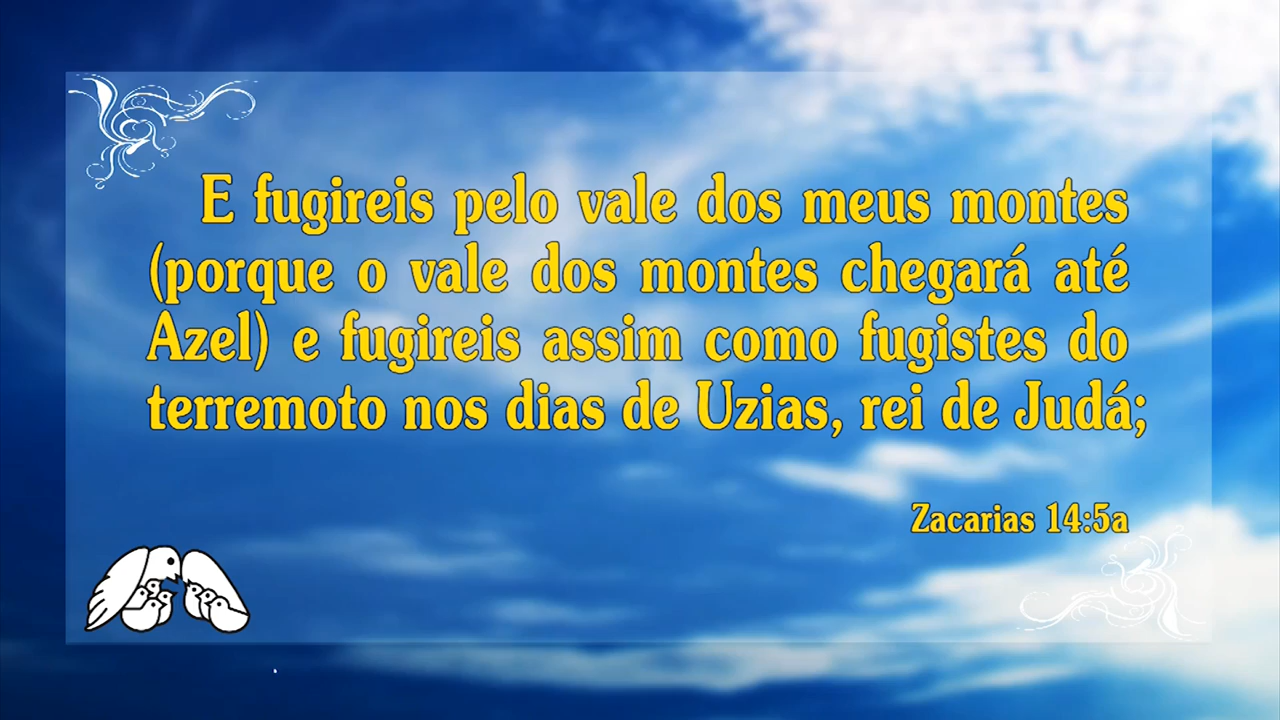 E fugireis pelo vale dos meus montes
(porque o vale dos montes chegará até
Azel) e fugireis assim como fugistes do
terremoto nos dias de Uzias, rei de Judá;
Zacarias 14:5a